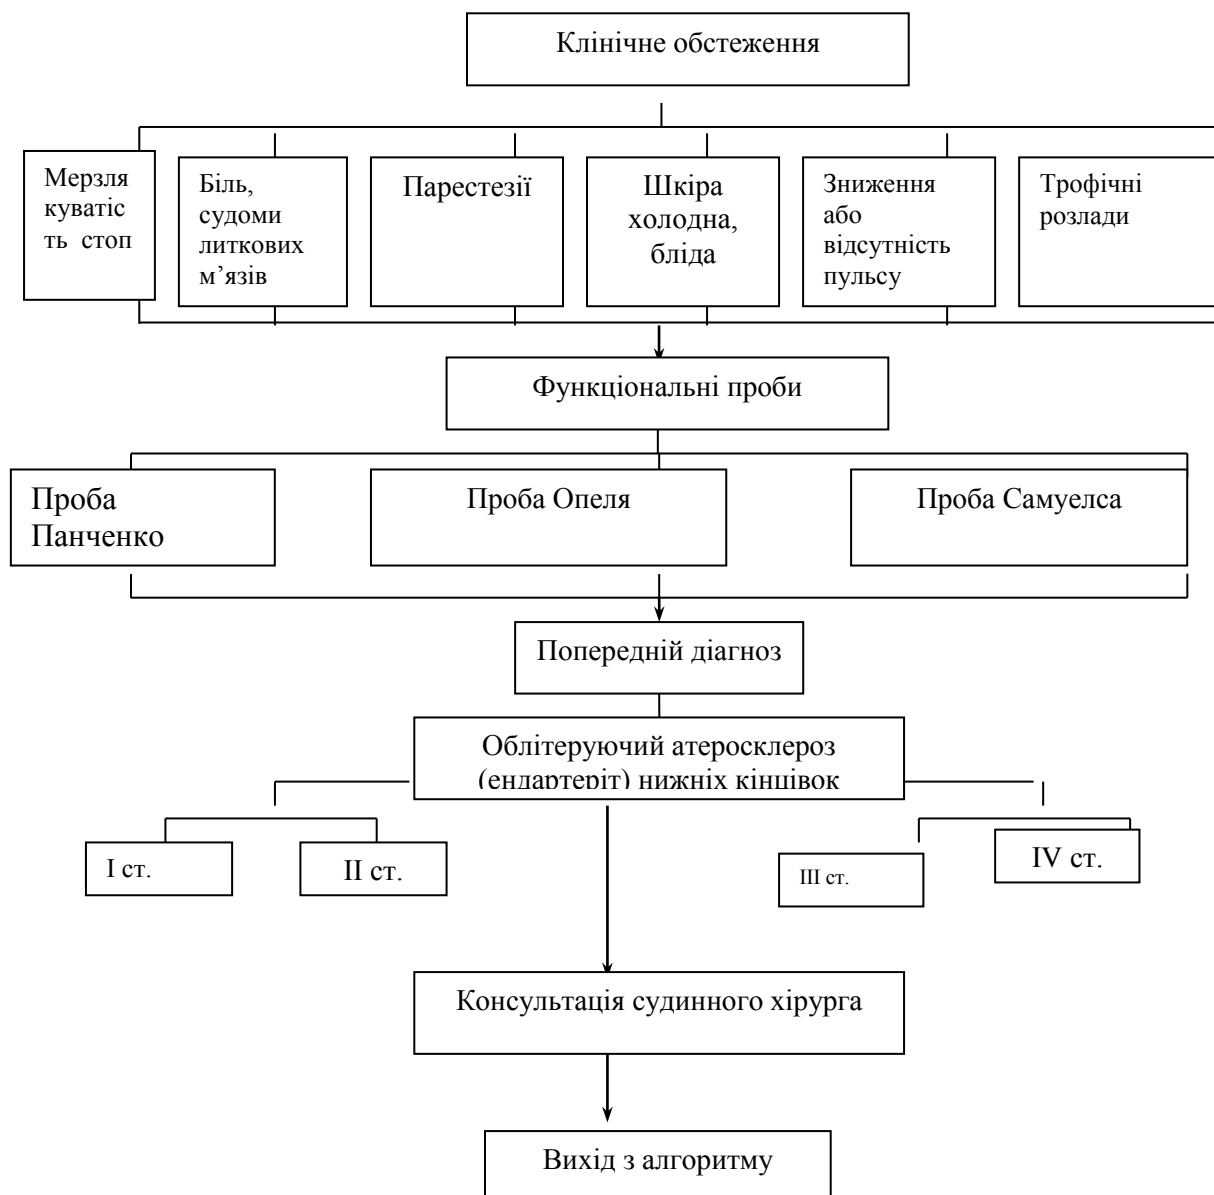 Клінічне обстеження
Мерзля
куватіс
ть стоп
Біль,
судоми
литкових
м’язів
Парестезії
Шкіра
холодна,
бліда
Зниження
або
відсутність
пульсу
Трофічні
розлади
Функціональні проби
Проба
Панченко
Проба Опеля
Проба Самуелса
Попередній діагноз
Облітеруючий атеросклероз
(ендартеріт) нижніх кінцівок
І ст.
ІІ ст.
ІІІ ст.
IV ст.
Консультація судинного хірурга
Вихід з алгоритму